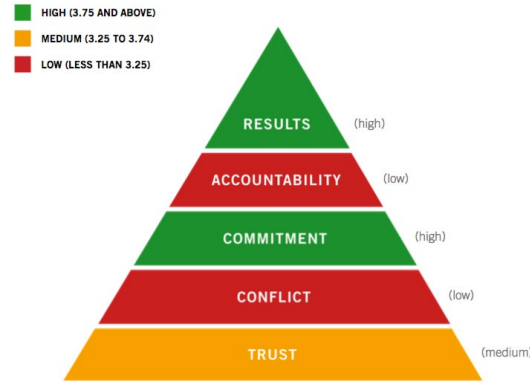 HIGH (3.75 AND ABOVE)
MEDIUM (3.25 TO 3.74)
LOW (LESS THAN 3.25)
RESULTS (high)
ACCOUNTABILITY (low)
COMMITMENT (high)
CONFLICT (low)
TRUST (medium)